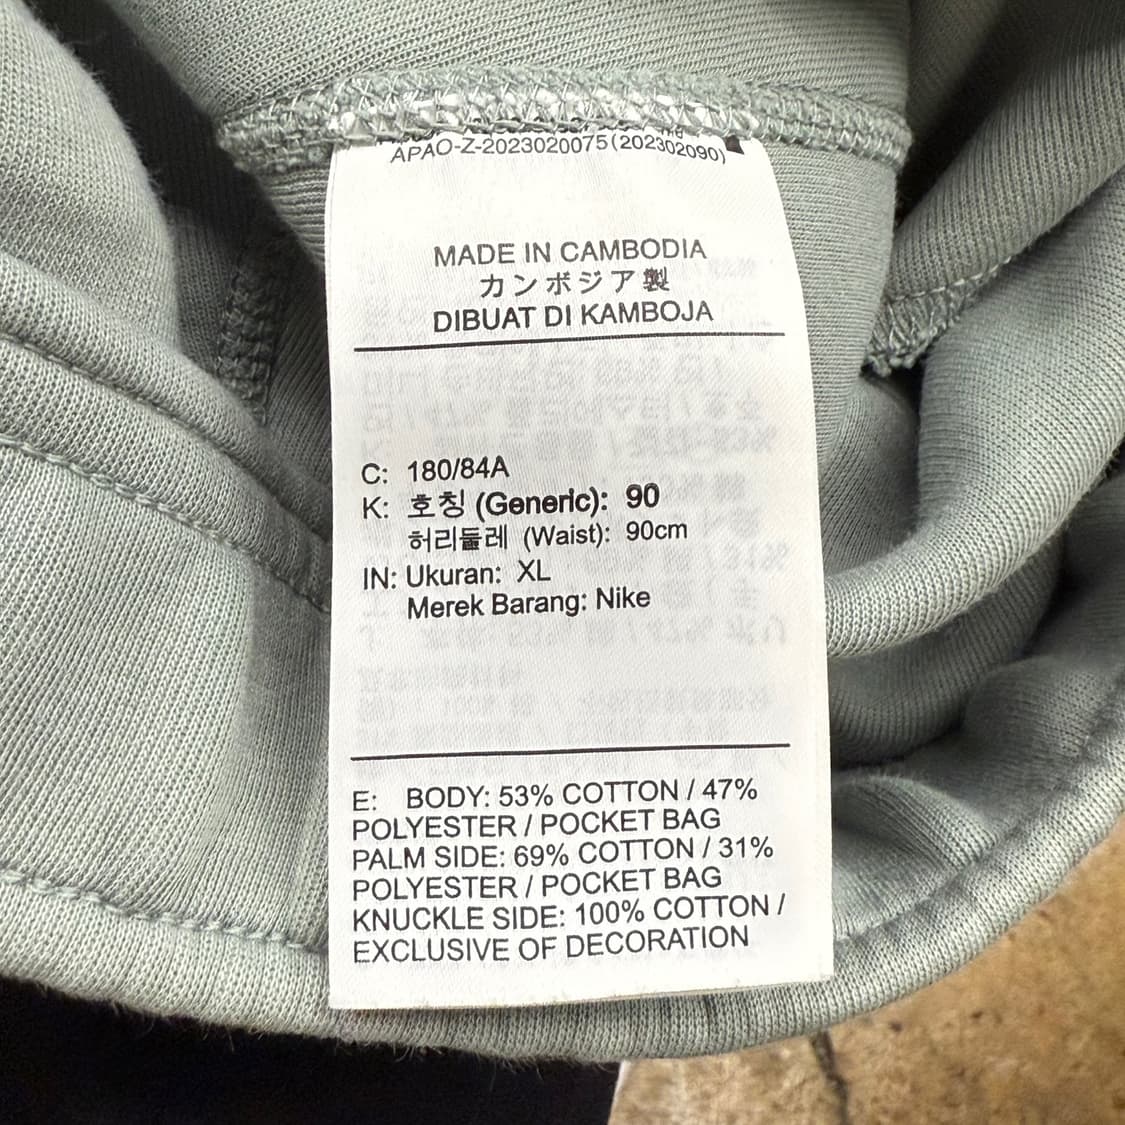 APAO-Z-2023020075(202302090)
MADE IN CAMBODIA
カンボジア製
DIBUAT DI KAMBOJA
C: 180/84A
K: 호칭 (Generic): 90
허리둘레 (Waist): 90cm
IN: Ukuran: XL
Merek Barang: Nike
E: BODY: 53% COTTON / 47%
POLYESTER / POCKET BAG
PALM SIDE: 69% COTTON / 31%
POLYESTER / POCKET BAG
KNUCKLE SIDE: 100% COTTON /
EXCLUSIVE OF DECORATION